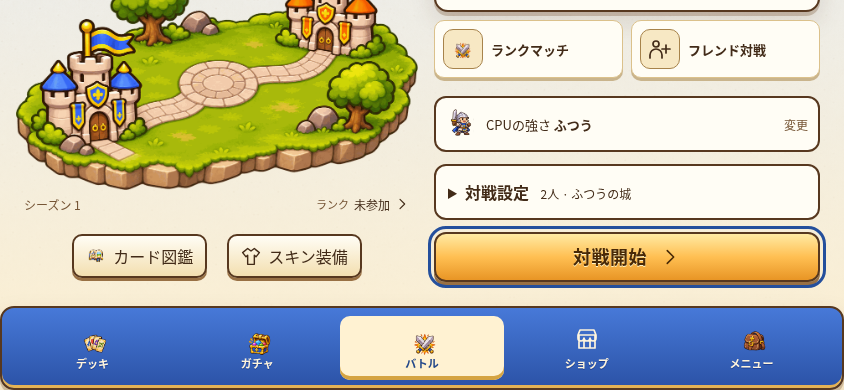 ランクマッチ
フレンド対戦
CPUの強さ ふつう
変更
対戦設定 2人・ふつうの城
シーズン1
ランク 未参加
カード図鑑
スキン装備
対戦開始
デッキ
ガチャ
バトル
ショップ
メニュー